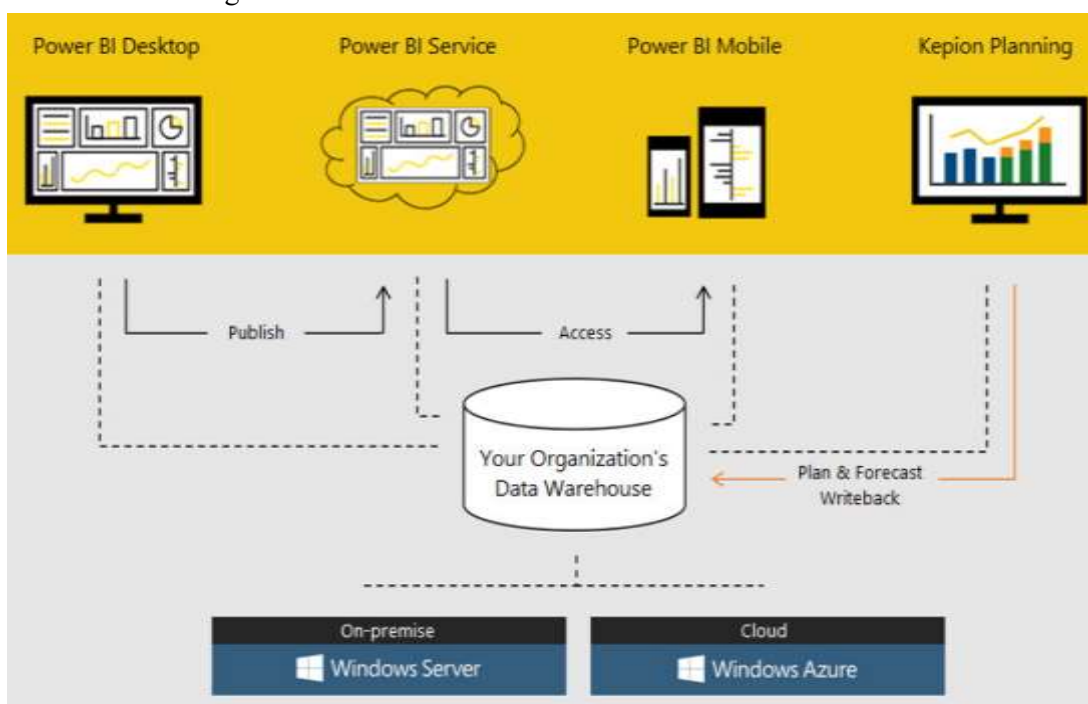 Power BI Desktop
Power BI Service
Power BI Mobile
Kepion Planning
Publish
Access
Your Organization's
Data Warehouse
Plan & Forecast
Writeback
On-premise
Windows Server
Cloud
Windows Azure